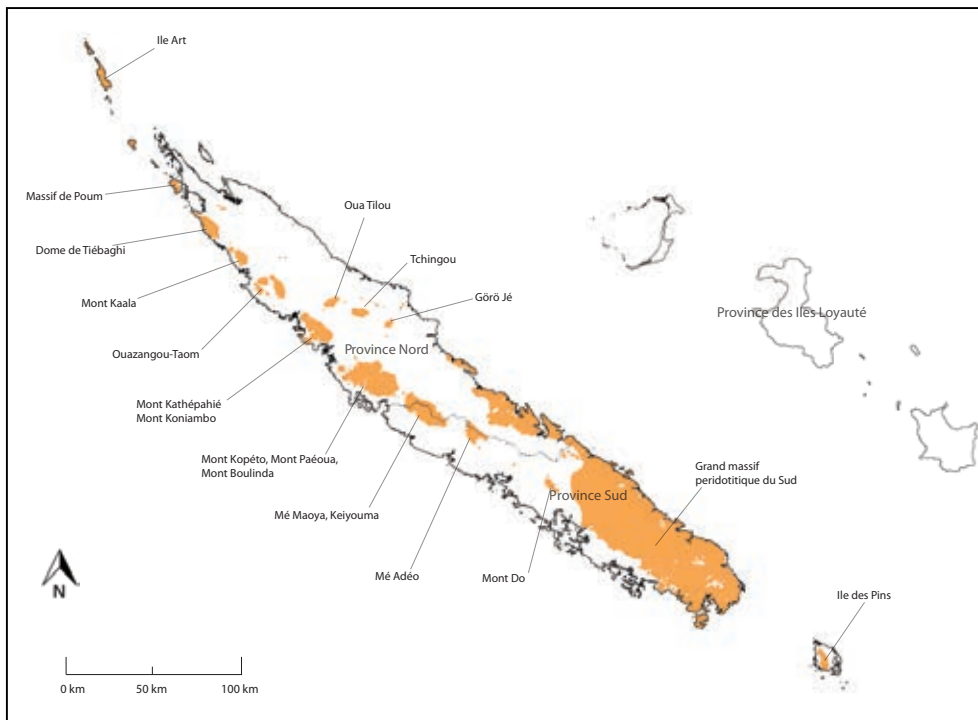 Ile Art
Massif de Poum
Oua Tilou
Dome de Tiébaghi
Tchingou
Mont Kaala
Görö Jé
Province des Iles Loyauté
Ouazangou-Taom
Province Nord
Mont Kathépahié
Mont Koniambo
Mont Kopéto, Mont Paéoua,
Mont Boulinda
Grand massif
peridotitique du Sud
Province Sud
Mé Maoya, Keiyouma
Mé Adéo
Mont Do
N
Ile des Pins
0 km 50 km 100 km